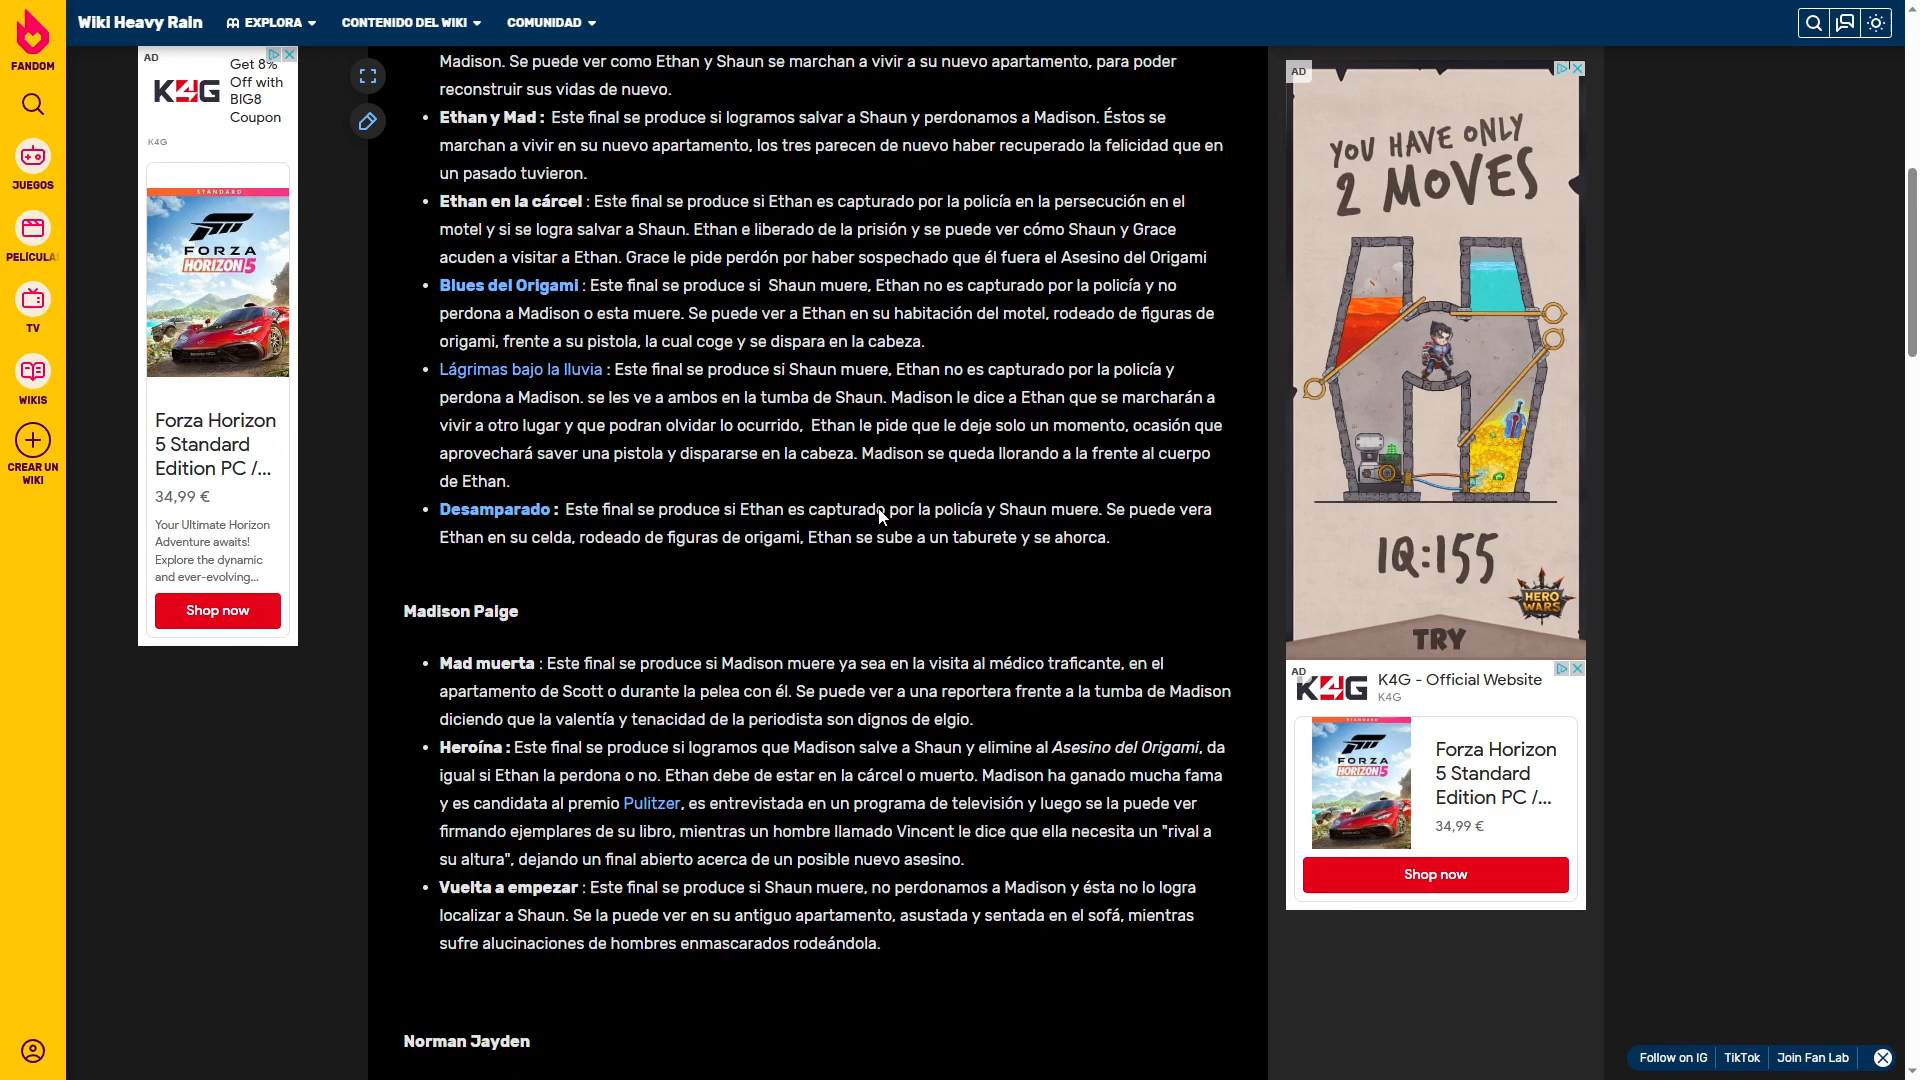 Wiki Heavy Rain
EXPLORA
CONTENIDO DEL WIKI
COMUNIDAD
FANDOM
JUEGOS
PELÍCULA
TV
WIKIS
CREAR UN
WIKI
AD
K4G
Get 8%
Off with
BIG8
Coupon
K4G
STANDARD
FORZA
HORIZON 5
Forza Horizon
5 Standard
Edition PC /...
34,99 €
Your Ultimate Horizon
Adventure awaits!
Explore the dynamic
and ever-evolving...
Shop now
Madison. Se puede ver como Ethan y Shaun se marchan a vivir a su nuevo apartamento, para poder
reconstruir sus vidas de nuevo.
• Ethan y Mad : Este final se produce si logramos salvar a Shaun y perdonamos a Madison. Éstos se
marchan a vivir en su nuevo apartamento, los tres parecen de nuevo haber recuperado la felicidad que en
un pasado tuvieron.
• Ethan en la cárcel : Este final se produce si Ethan es capturado por la policía en la persecución en el
motel y si se logra salvar a Shaun. Ethan e liberado de la prisión y se puede ver cómo Shaun y Grace
acuden a visitar a Ethan. Grace le pide perdón por haber sospechado que él fuera el Asesino del Origami
• Blues del Origami : Este final se produce si Shaun muere, Ethan no es capturado por la policía y no
perdona a Madison o esta muere. Se puede ver a Ethan en su habitación del motel, rodeado de figuras de
origami, frente a su pistola, la cual coge y se dispara en la cabeza.
• Lágrimas bajo la lluvia : Este final se produce si Shaun muere, Ethan no es capturado por la policía y
perdona a Madison. se les ve a ambos en la tumba de Shaun. Madison le dice a Ethan que se marcharán a
vivir a otro lugar y que podran olvidar lo ocurrido, Ethan le pide que le deje solo un momento, ocasión que
aprovechará saver una pistola y dispararse en la cabeza. Madison se queda llorando a la frente al cuerpo
de Ethan.
• Desamparado : Este final se produce si Ethan es capturado por la policía y Shaun muere. Se puede vera
Ethan en su celda, rodeado de figuras de origami, Ethan se sube a un taburete y se ahorca.
Madison Paige
• Mad muerta : Este final se produce si Madison muere ya sea en la visita al médico traficante, en el
apartamento de Scott o durante la pelea con él. Se puede ver a una reportera frente a la tumba de Madison
diciendo que la valentía y tenacidad de la periodista son dignos de elgio.
• Heroína : Este final se produce si logramos que Madison salve a Shaun y elimine al Asesino del Origami, da
igual si Ethan la perdona o no. Ethan debe de estar en la cárcel o muerto. Madison ha ganado mucha fama
y es candidata al premio Pulitzer, es entrevistada en un programa de televisión y luego se la puede ver
firmando ejemplares de su libro, mientras un hombre llamado Vincent le dice que ella necesita un "rival a
su altura", dejando un final abierto acerca de un posible nuevo asesino.
• Vuelta a empezar : Este final se produce si Shaun muere, no perdonamos a Madison y ésta no lo logra
localizar a Shaun. Se la puede ver en su antiguo apartamento, asustada y sentada en el sofá, mientras
sufre alucinaciones de hombres enmascarados rodeándola.
Norman Jayden
AD
YOU HAVE ONLY
2 MOVES
IQ:155
HERO
WARS
TRY
AD
K4G
K4G - Official Website
K4G
STANDARD
FORZA
HORIZON 5
Forza Horizon
5 Standard
Edition PC /...
34,99 €
Shop now
Follow on IG
TikTok
Join Fan Lab